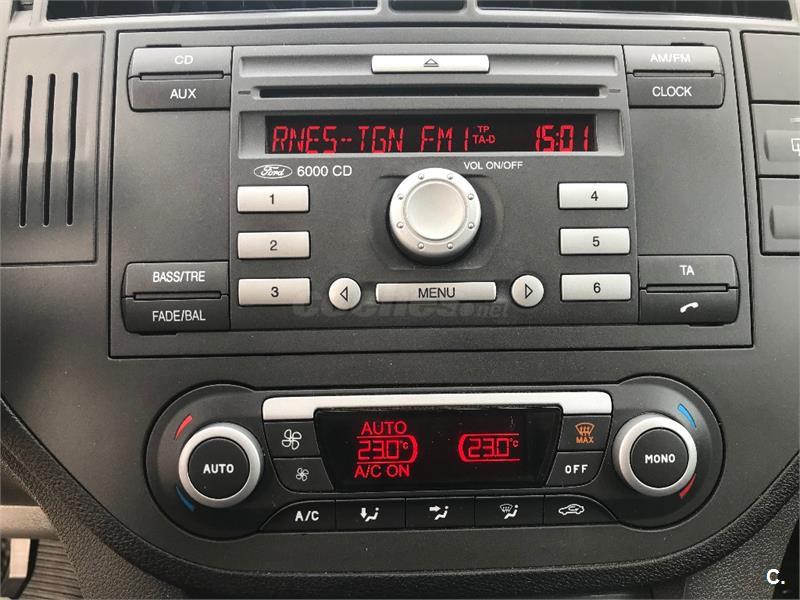 CD
AM/FM
AUX
CLOCK
RNES--TGN FM1 TP TA-D 15:01
Ford 6000 CD
VOL ON/OFF
1
4
2
5
BASS/TRE
TA
3
MENU
6
FADE/BAL
coches.net
AUTO
23.0°C
23.0°C
A/C ON
MAX
AUTO
OFF
MONO
A/C
C.